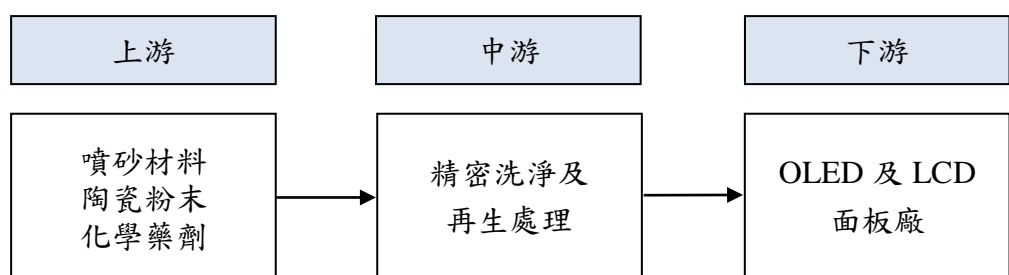 上游
中游
下游
噴砂材料
陶瓷粉末
化學藥劑
精密洗淨及
再生處理
OLED 及 LCD
面板廠